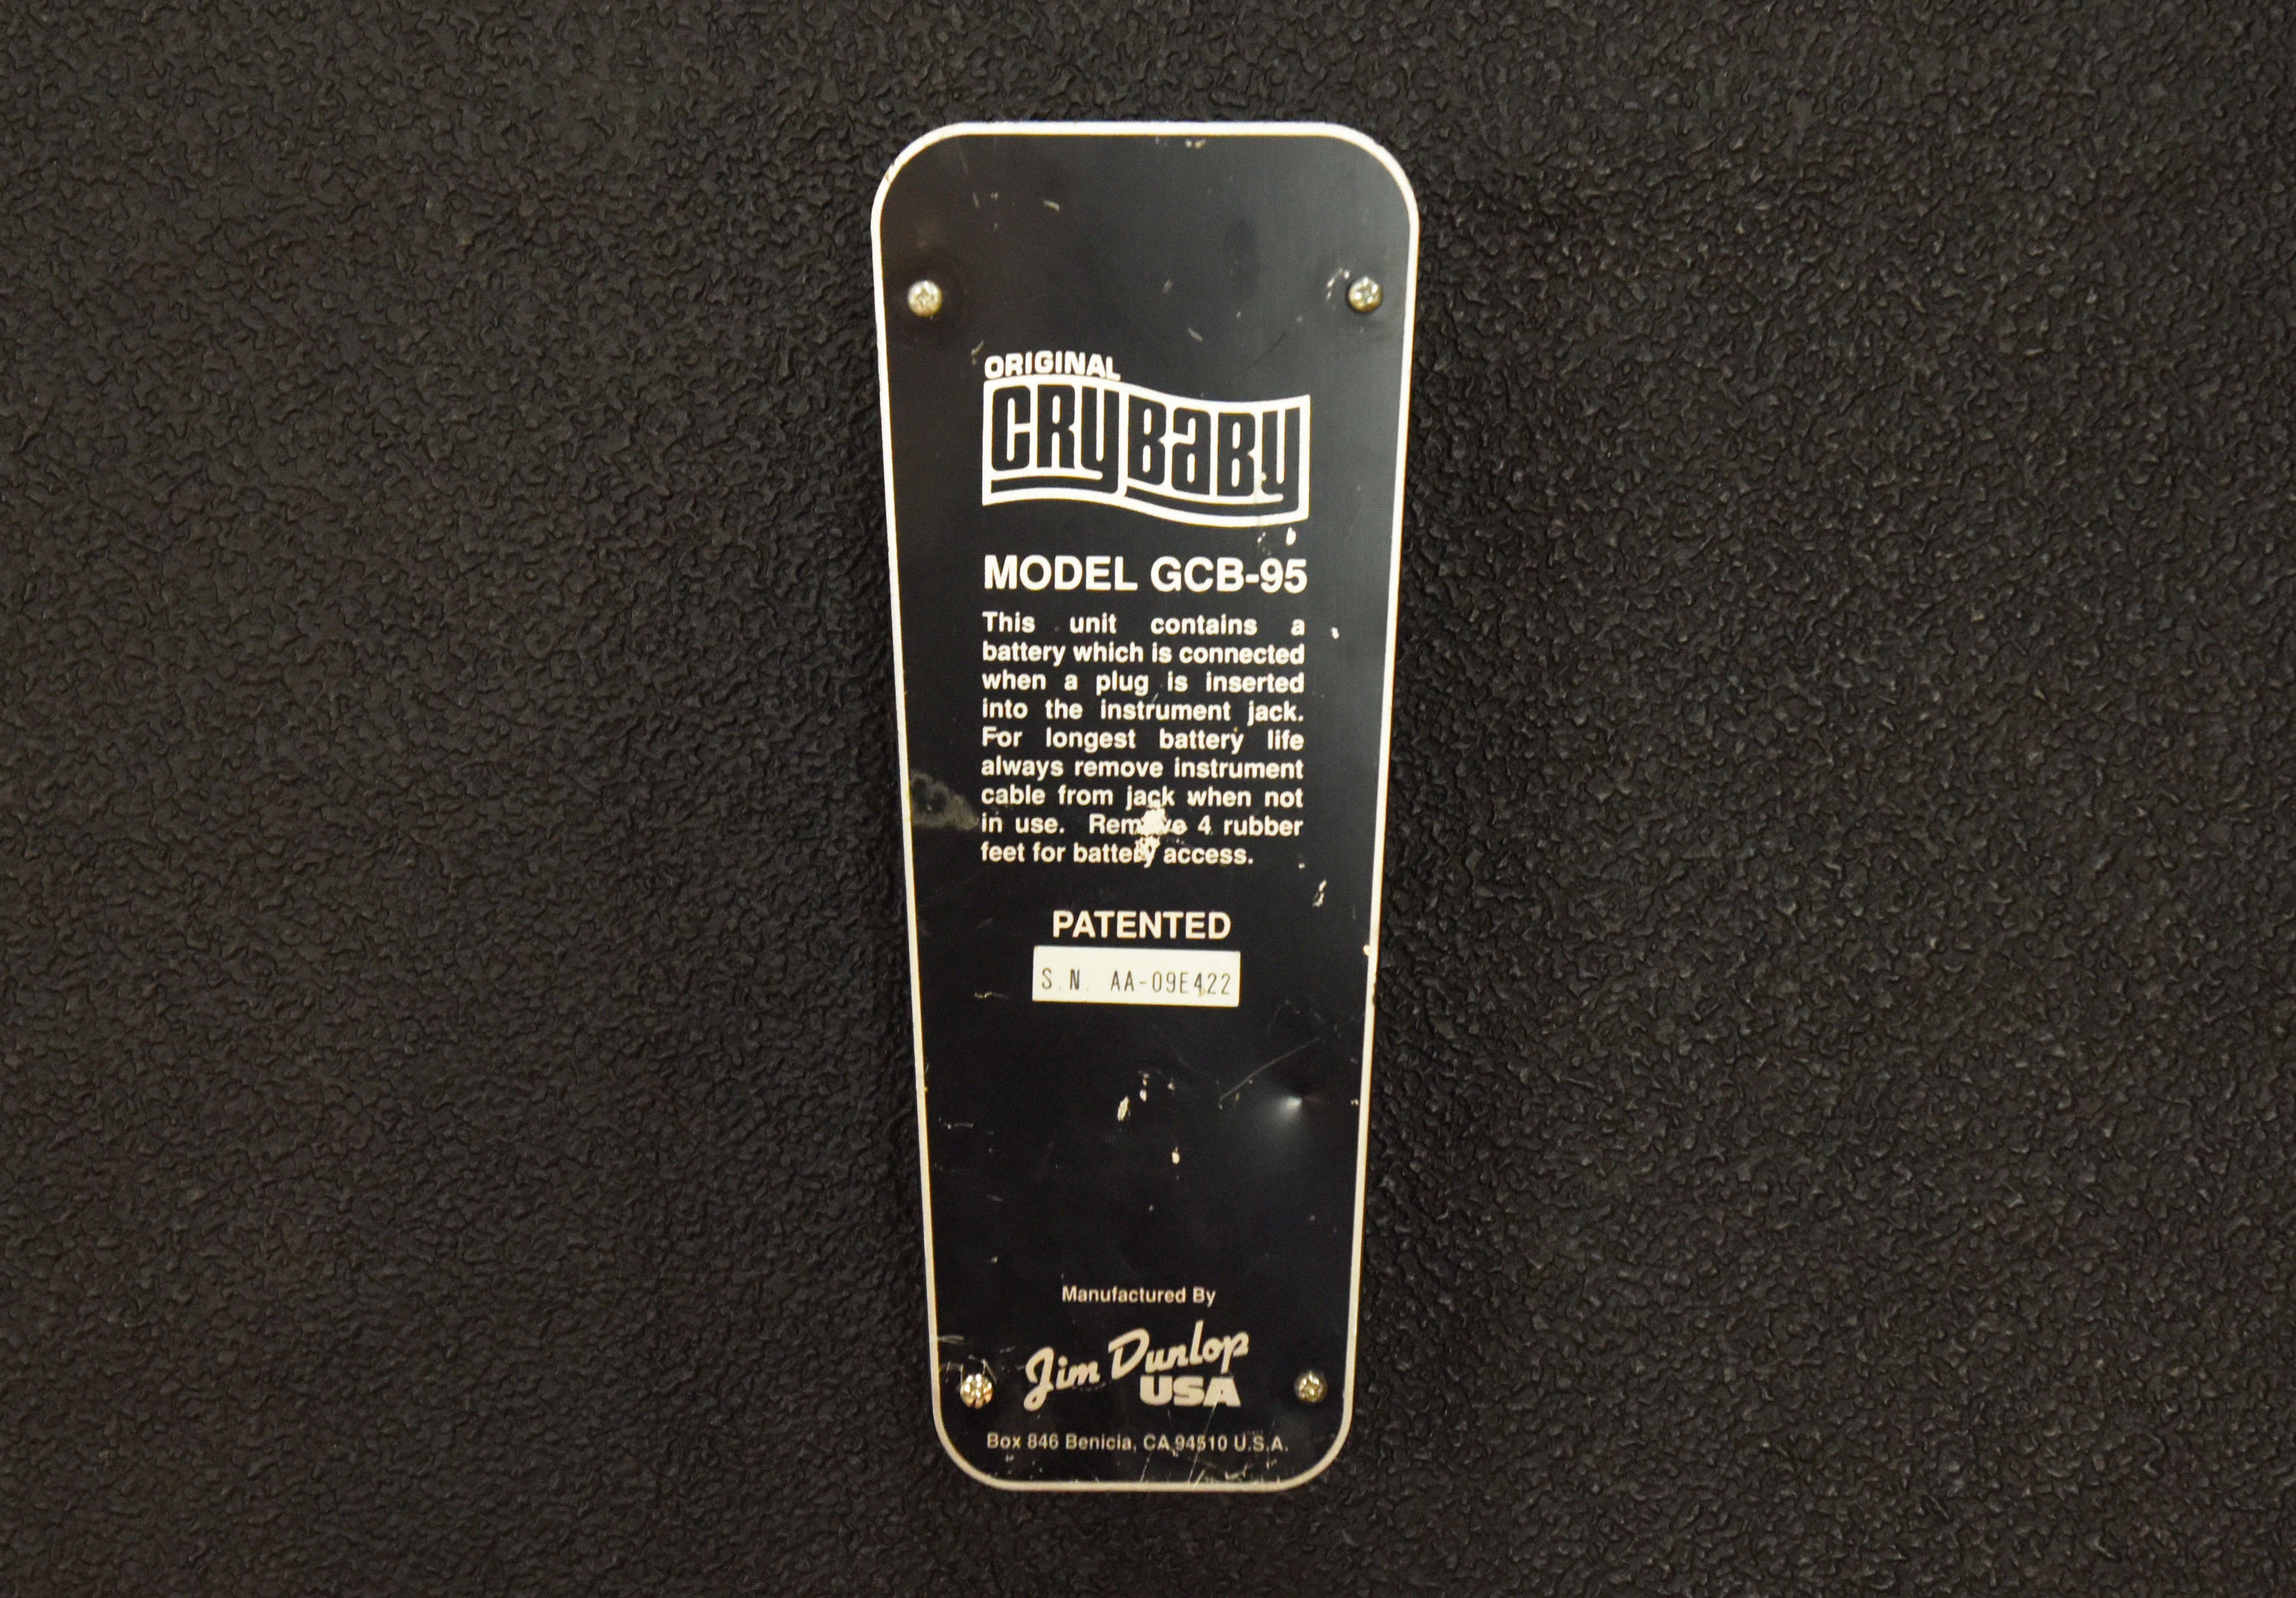 ORIGINAL
CRYBABY
MODEL GCB-95
This unit contains a
battery which is connected
when a plug is inserted
into the instrument jack.
For longest battery life
always remove instrument
cable from jack when not
in use. Remove 4 rubber
feet for battery access.
PATENTED
S.N. AA-09E422
Manufactured By
Jim Dunlop
USA
Box 846 Benicia, CA 94510 U.S.A.